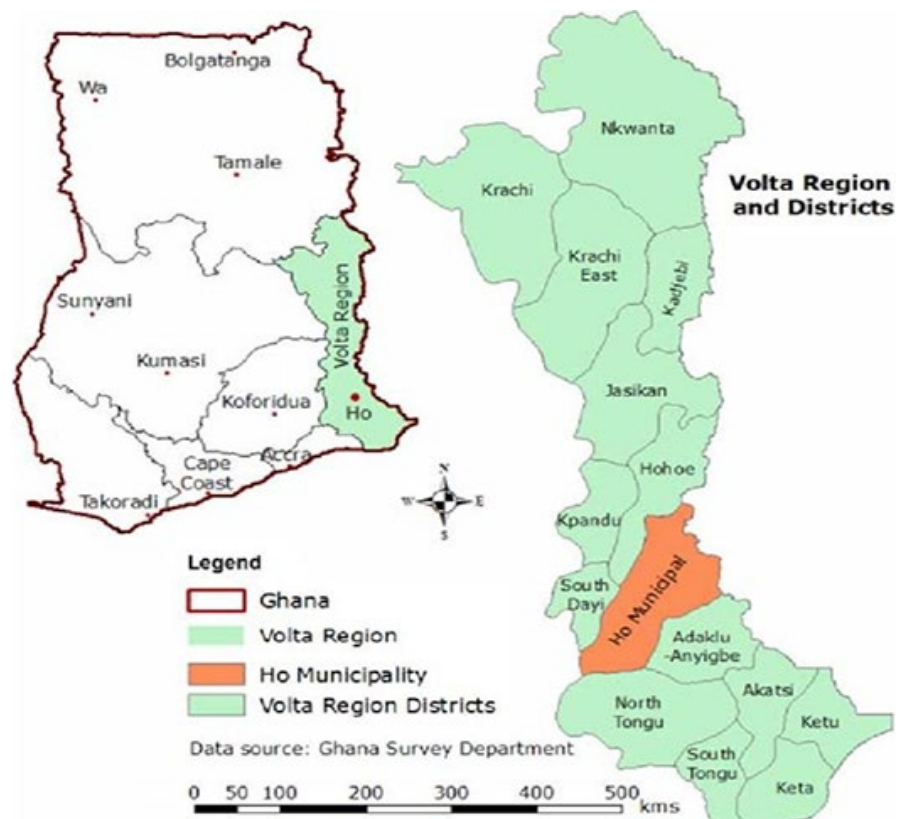 Bolgatanga
Wa
Tamale
Sunyani
Volta Region
Kumasi
Koforidua
Ho
Accra
Cape
Coast
Takoradi
N
W
E
S
Volta Region
and Districts
Nkwanta
Krachi
Krachi
East
Kadjebi
Jasikan
Hohoe
Kpandu
South
Dayi
Ho Municipal
Adaklu
-Anyigbe
Akatsi
North
Tongu
Ketu
South
Tongu
Keta
Legend
Ghana
Volta Region
Ho Municipality
Volta Region Districts
Data source: Ghana Survey Department
0 50 100 200 300 400 500
kms